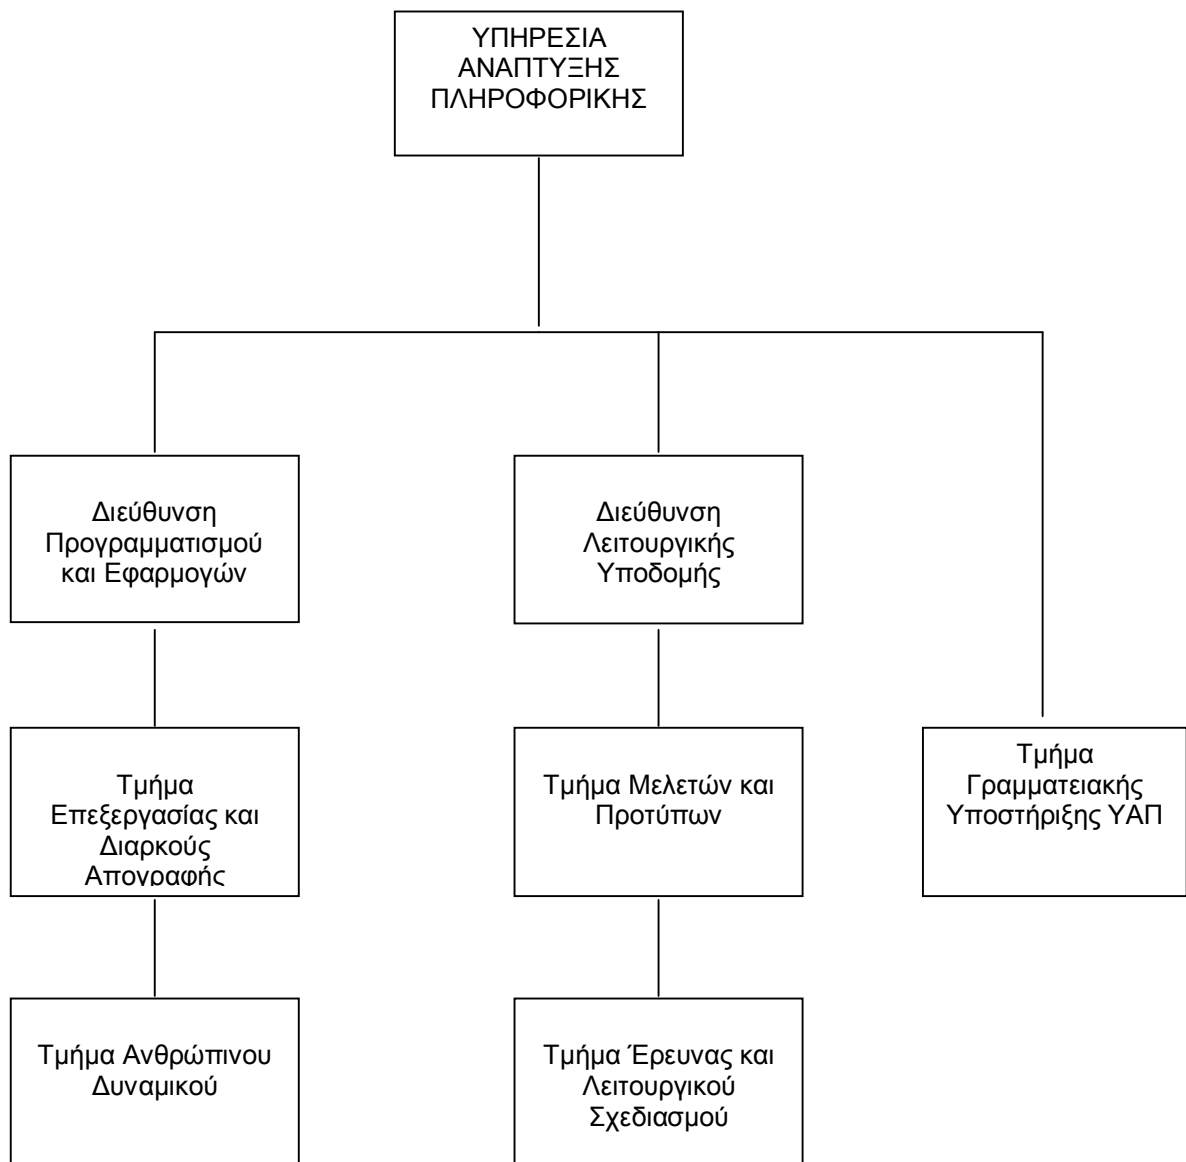 ΥΠΗΡΕΣΙΑ
ΑΝΑΠΤΥΞΗΣ
ΠΛΗΡΟΦΟΡΙΚΗΣ
Διεύθυνση
Προγραμματισμού
και Εφαρμογών
Διεύθυνση
Λειτουργικής
Υποδομής
Τμήμα
Επεξεργασίας και
Διαρκούς
Απογραφής
Τμήμα Μελετών και
Προτύπων
Τμήμα
Γραμματειακής
Υποστήριξης ΥΑΠ
Τμήμα Ανθρώπινου
Δυναμικού
Τμήμα Έρευνας και
Λειτουργικού
Σχεδιασμού